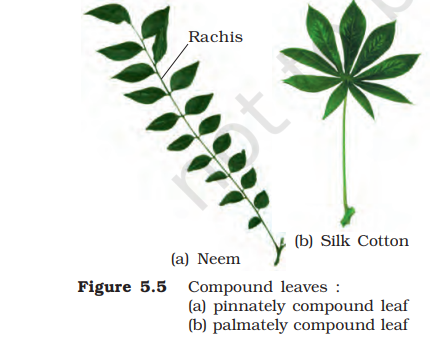 Rachis
(b) Silk Cotton
(a) Neem
Figure 5.5 Compound leaves :
(a) pinnately compound leaf
(b) palmately compound leaf